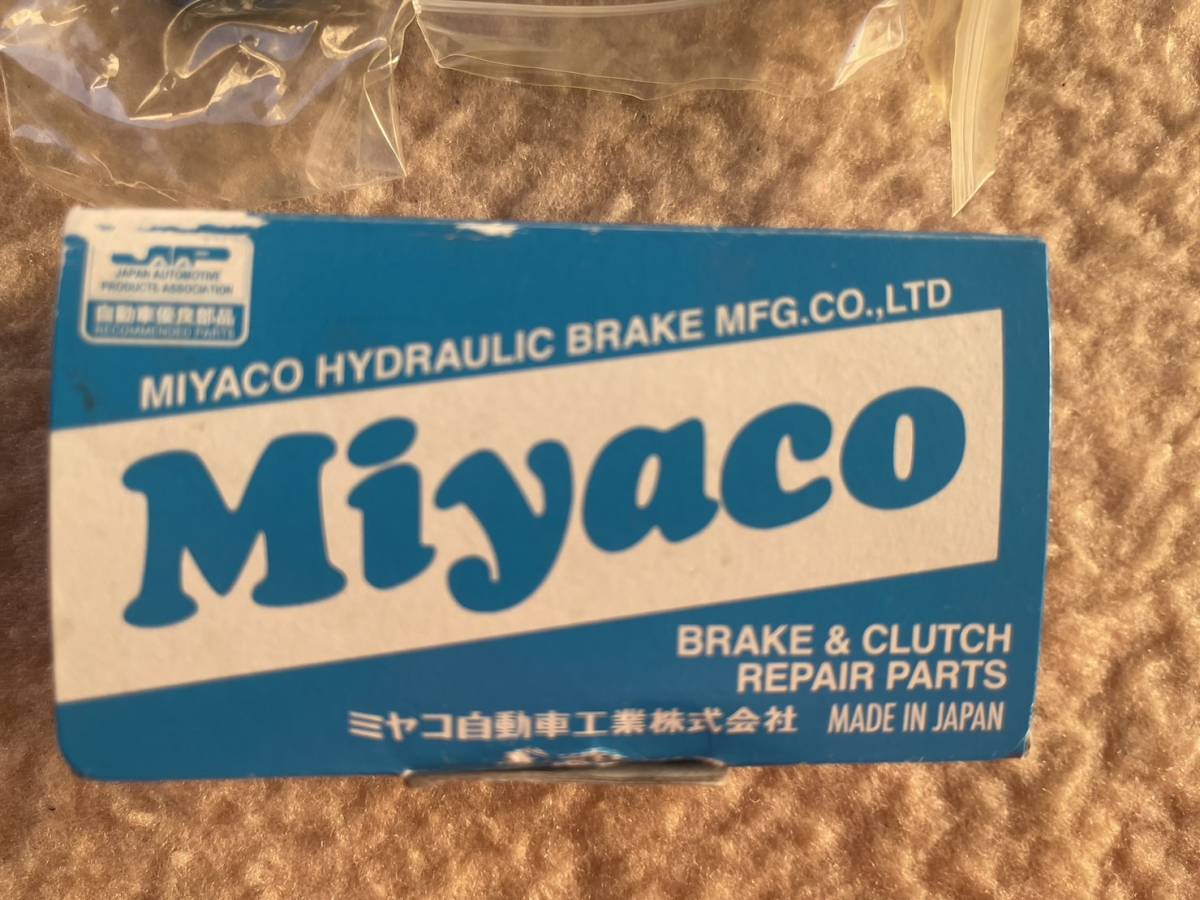 JAPAN AUTOMOTIVE
PRODUCTS ASSOCIATION
自動車優良部品
RECOMMENDED PARTS
MIYACO HYDRAULIC BRAKE MFG.CO.,LTD
Miyaco
BRAKE & CLUTCH
REPAIR PARTS
ミヤコ自動車工業株式会社 MADE IN JAPAN